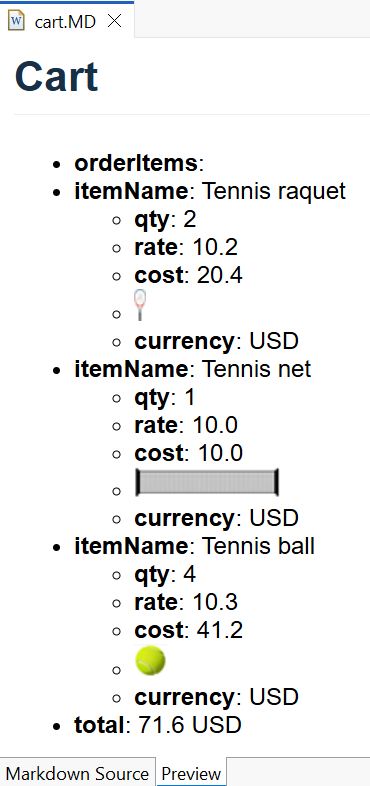 cart.MD
Cart
orderItems:
itemName: Tennis raquet
qty: 2
rate: 10.2
cost: 20.4
currency: USD
itemName: Tennis net
qty: 1
rate: 10.0
cost: 10.0
currency: USD
itemName: Tennis ball
qty: 4
rate: 10.3
cost: 41.2
currency: USD
total: 71.6 USD
Markdown Source Preview